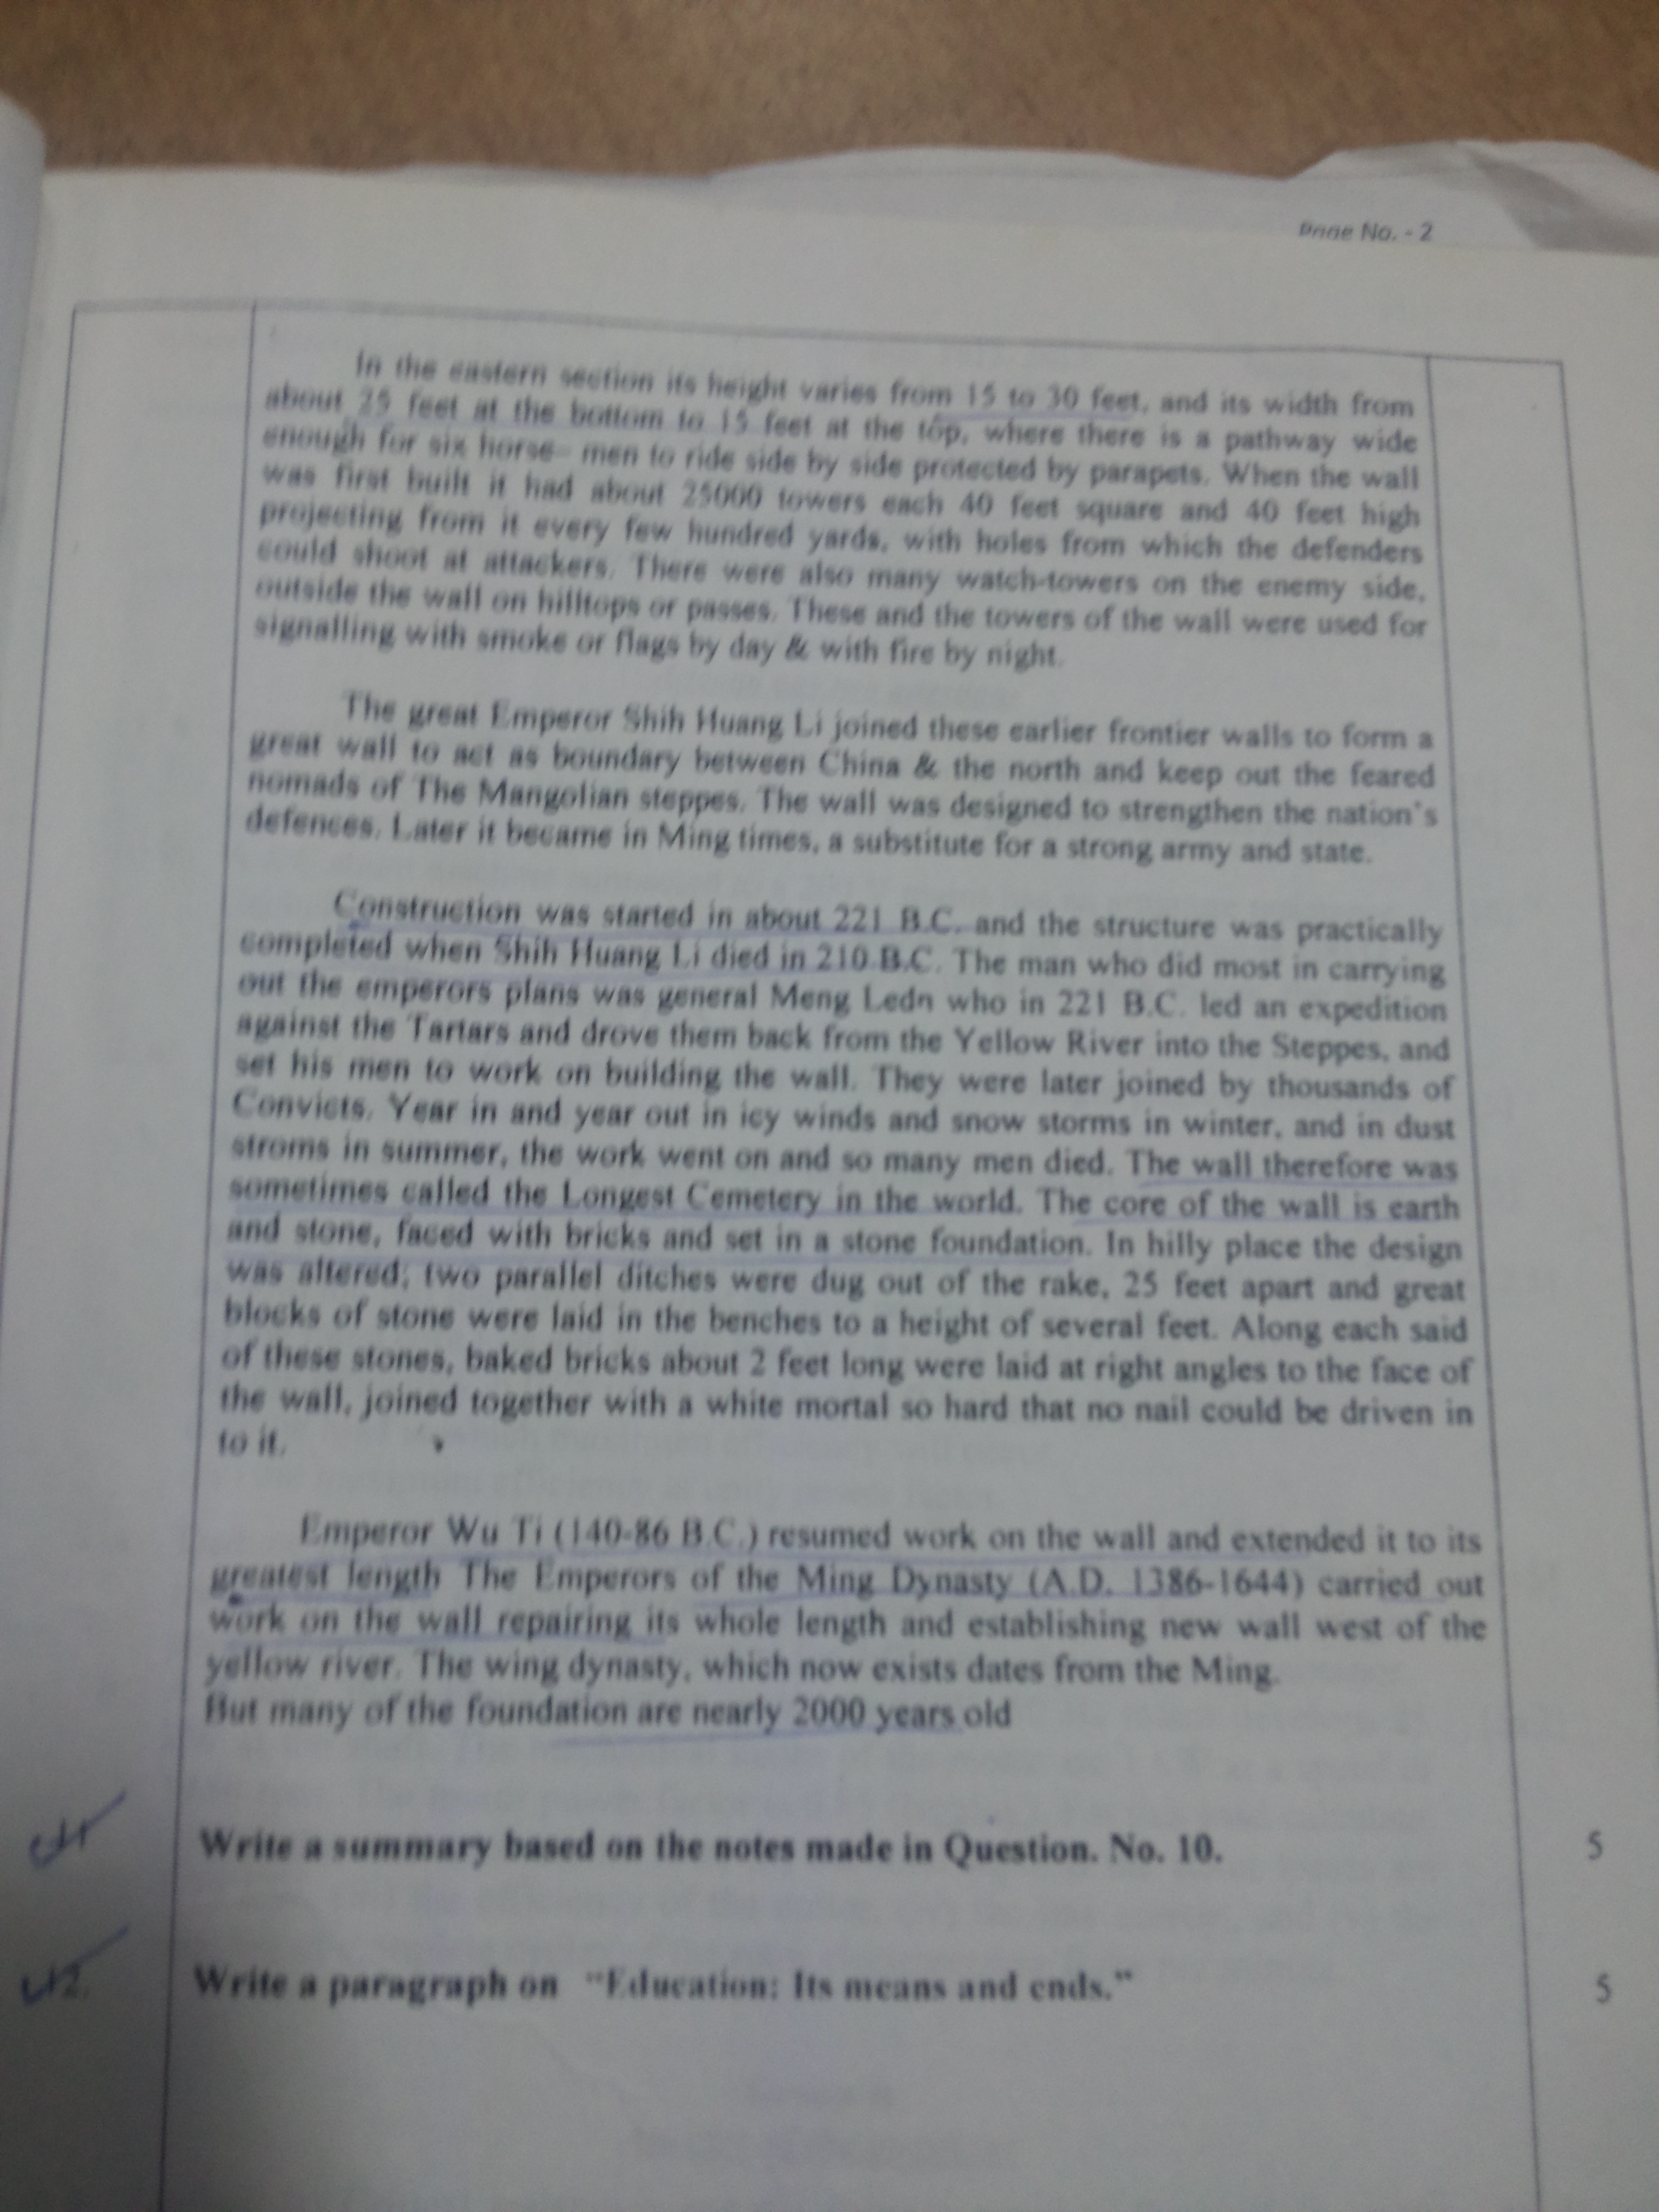 Page No. - 2
In the eastern section its height varies from 15 to 30 feet, and its width from
about 25 feet at the bottom to 15 feet at the top, where there is a pathway wide
enough for six horse- men to ride side by side protected by parapets. When the wall
was first built it had about 25000 towers each 40 feet square and 40 feet high
projecting from it every few hundred yards, with holes from which the defenders
could shoot at attackers. There were also many watch-towers on the enemy side,
outside the wall on hilltops or passes. These and the towers of the wall were used for
signalling with smoke or flags by day & with fire by night.
The great Emperor Shih Huang Li joined these earlier frontier walls to form a
great wall to act as boundary between China & the north and keep out the feared
nomads of The Mangolian steppes. The wall was designed to strengthen the nation's
defences. Later it became in Ming times, a substitute for a strong army and state.
Construction was started in about 221 B.C. and the structure was practically
completed when Shih Huang Li died in 210 B.C. The man who did most in carrying
out the emperors plans was general Meng Ledn who in 221 B.C. led an expedition
against the Tartars and drove them back from the Yellow River into the Steppes, and
set his men to work on building the wall. They were later joined by thousands of
Convicts. Year in and year out in icy winds and snow storms in winter, and in dust
stroms in summer, the work went on and so many men died. The wall therefore was
sometimes called the Longest Cemetery in the world. The core of the wall is earth
and stone, faced with bricks and set in a stone foundation. In hilly place the design
was altered; two parallel ditches were dug out of the rake, 25 feet apart and great
blocks of stone were laid in the benches to a height of several feet. Along each said
of these stones, baked bricks about 2 feet long were laid at right angles to the face of
the wall, joined together with a white mortal so hard that no nail could be driven in
to it.
Emperor Wu Ti (140-86 B.C.) resumed work on the wall and extended it to its
greatest length The Emperors of the Ming Dynasty (A.D. 1386-1644) carried out
work on the wall repairing its whole length and establishing new wall west of the
yellow river. The wing dynasty, which now exists dates from the Ming.
But many of the foundation are nearly 2000 years old
Write a summary based on the notes made in Question. No. 10. 5
12. Write a paragraph on "Education: Its means and ends." 5